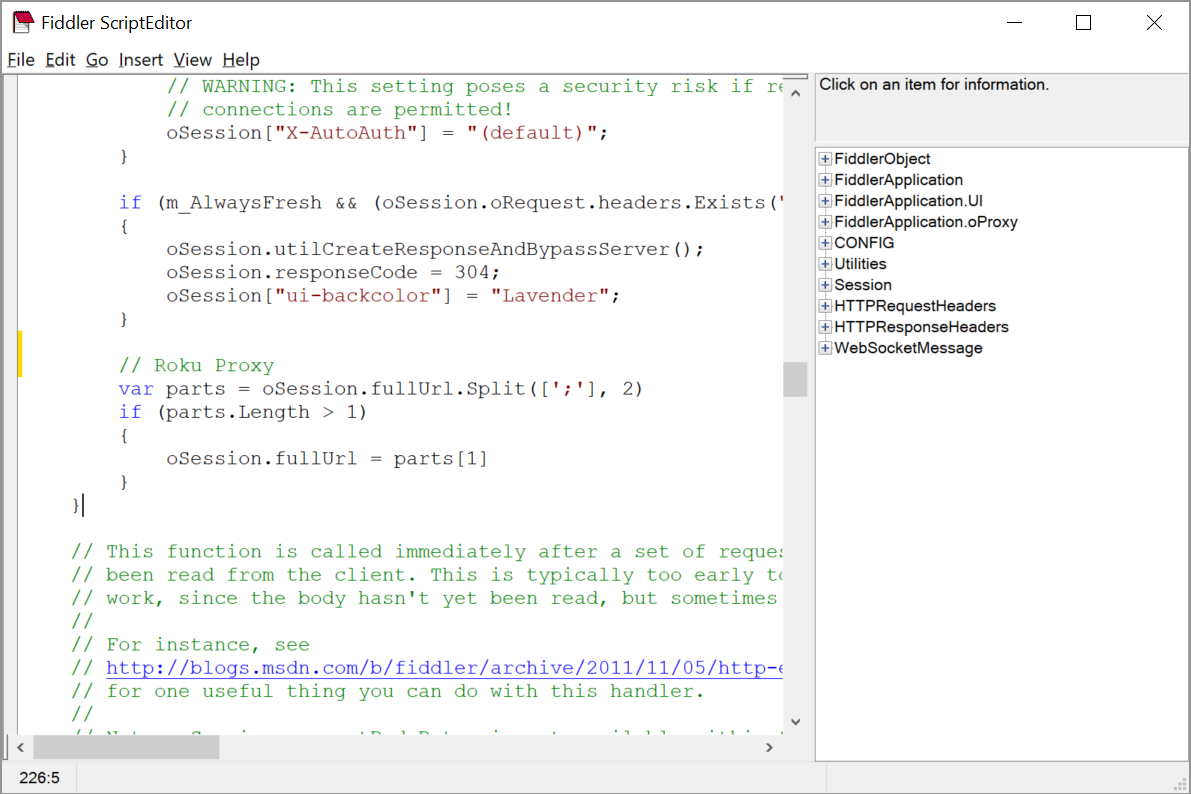 Fiddler ScriptEditor
File Edit Go Insert View Help
// WARNING: This setting poses a security risk if
// connections are permitted!
oSession["X-AutoAuth"] = "(default)";
}
if (m_AlwaysFresh && (oSession.oRequest.headers.Exists(
{
oSession.utilCreateResponseAndBypassServer();
oSession.responseCode = 304;
oSession["ui-backcolor"] = "Lavender";
}
// Roku Proxy
var parts = oSession.fullUrl.Split([';'], 2)
if (parts.Length > 1)
{
oSession.fullUrl = parts[1]
}
}
// This function is called immediately after a set of
// been read from the client. This is typically too early
// work, since the body hasn't yet been read, but sometimes
//
// For instance, see
// http://blogs.msdn.com/b/fiddler/archive/2011/11/05/http-
// for one useful thing you can do with this handler.
//
226:5
Click on an item for information.
FiddlerObject
FiddlerApplication
FiddlerApplication.UI
FiddlerApplication.oProxy
CONFIG
Utilities
Session
HTTPRequestHeaders
HTTPResponseHeaders
WebSocketMessage